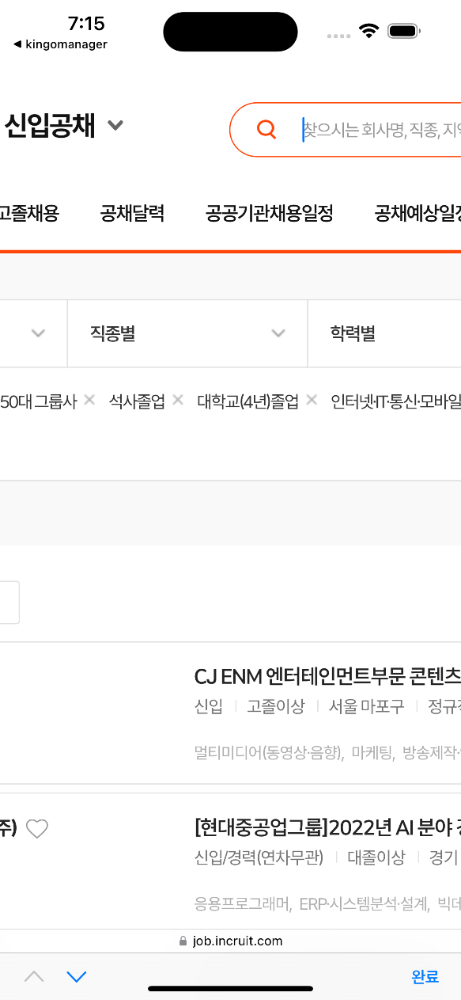 7:15
kingomanager
신입공채
찾으시는 회사명, 직종, 지역
고졸채용 공채달력 공공기관채용일정 공채예상일정
직종별 학력별
50대 그룹사 석사졸업 대학교(4년)졸업 인터넷·IT·통신·모바일
CJ ENM 엔터테인먼트부문 콘텐츠
신입 고졸이상 서울 마포구 정규직
멀티미디어(동영상·음향), 마케팅, 방송제작·
주) [현대중공업그룹]2022년 AI 분야
신입/경력(연차무관) 대졸이상 경기
응용프로그래머, ERP·시스템분석·설계, 빅데
job.incruit.com
완료